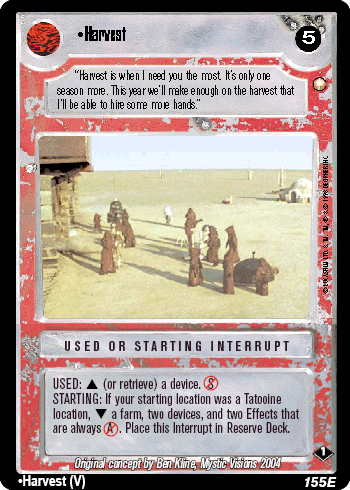 •Harvest
5
"Harvest is when I need you the most. It's only one
season more. This year we'll make enough on the harvest that
I'll be able to hire some more hands."
USED OR STARTING INTERRUPT
USED: ▲ (or retrieve) a device. Ⓢ
STARTING: If your starting location was a Tatooine
location, ▼ a farm, two devices, and two Effects that
are always Ⓐ. Place this Interrupt in Reserve Deck.
1
Original concept by Ben Kline, Mystic Visions 2004
•Harvest (V)
155E